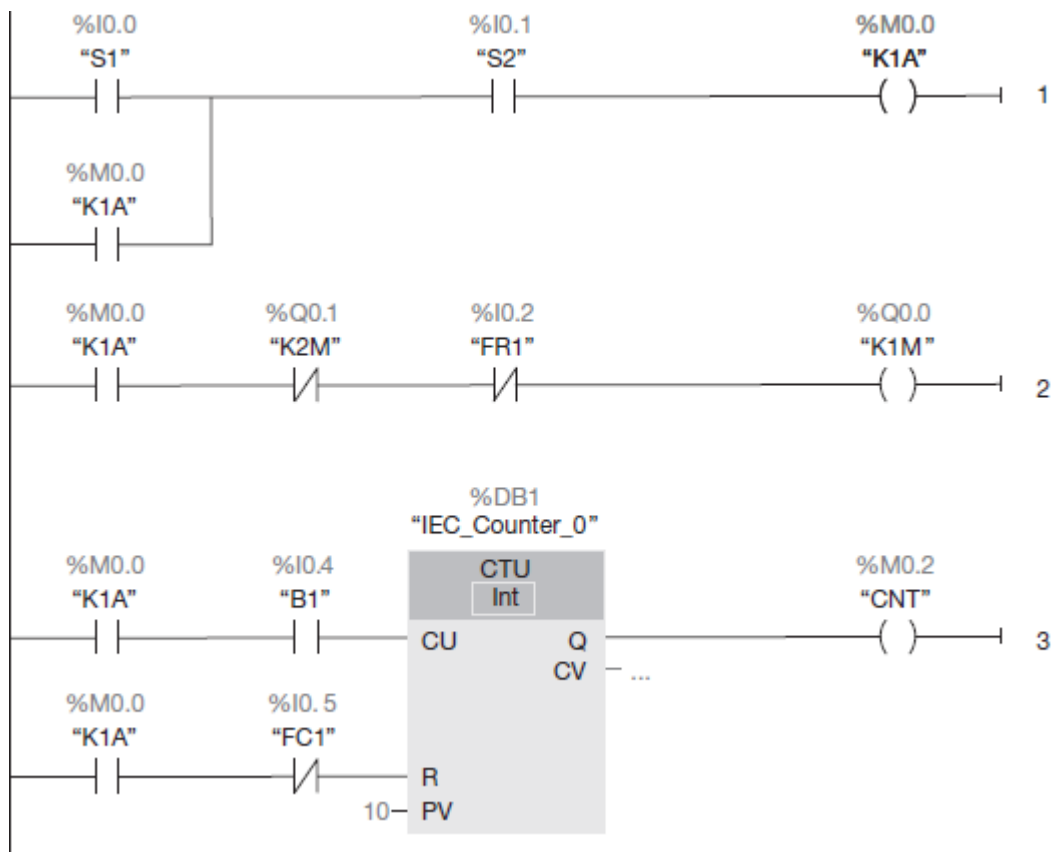 %I0.0 %I0.1 %M0.0
“S1” “S2” “K1A”
1
%M0.0
“K1A”
%M0.0 %Q0.1 %I0.2 %Q0.0
“K1A” “K2M” “FR1” “K1M”
2
%DB1
“IEC_Counter_0”
%M0.0 %I0.4 CTU %M0.2
“K1A” “B1” Int “CNT”
CU Q 3
CV ...
%M0.0 %I0. 5
“K1A” “FC1”
R
10 PV